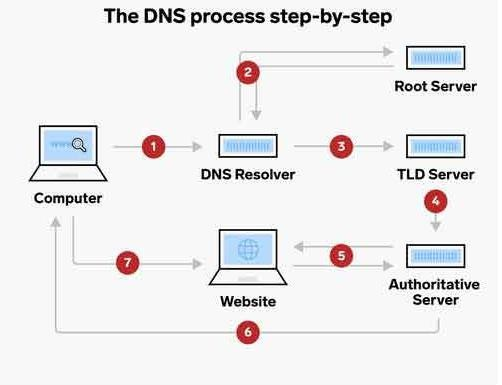 The DNS process step-by-step
2
Root Server
www
1
3
DNS Resolver
TLD Server
Computer
4
7
5
Website
Authoritative
Server
6